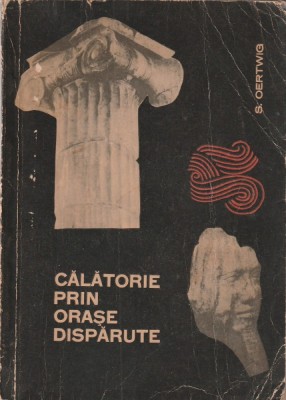 S. OERTWIG
CĂLĂTORIE
PRIN
ORAȘE
DISPĂRUTE